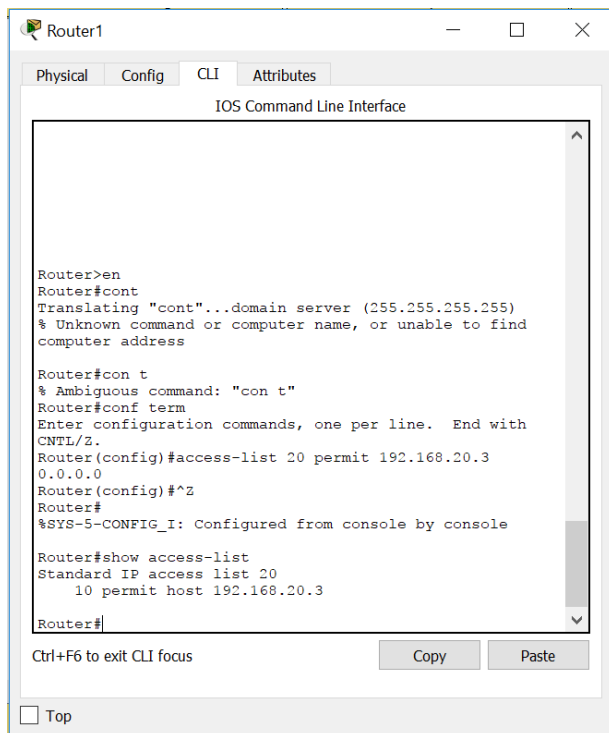 Router1
Physical Config CLI Attributes
IOS Command Line Interface
Router>en
Router#cont
Translating "cont"...domain server (255.255.255.255)
% Unknown command or computer name, or unable to find
computer address
Router#con t
% Ambiguous command: "con t"
Router#conf term
Enter configuration commands, one per line.  End with
CNTL/Z.
Router(config)#access-list 20 permit 192.168.20.3
0.0.0.0
Router(config)#^Z
Router#
%SYS-5-CONFIG_I: Configured from console by console
Router#show access-list
Standard IP access list 20
    10 permit host 192.168.20.3
Router#
Ctrl+F6 to exit CLI focus Copy Paste
Top